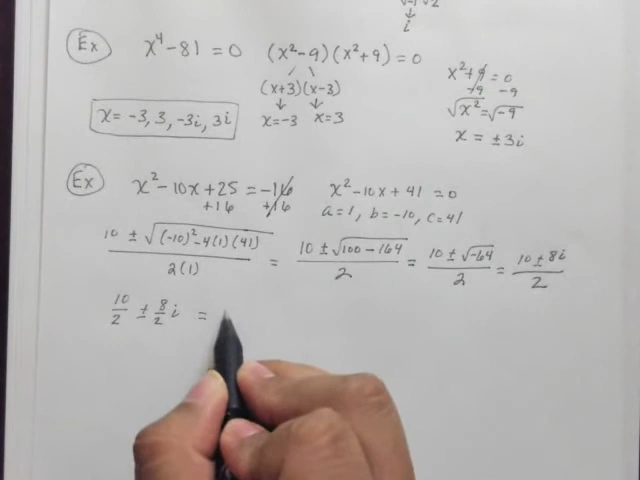 √-1√2
↓
i
Ex x⁴-81=0 (x²-9)(x²+9)=0
(x+3)(x-3)
↓ ↓
x=-3 x=3
x²+9=0
-9 -9
√x²=√-9
x = ±3i
x=-3,3,-3i,3i
Ex x²-10x+25=-16 x²-10x+41=0
+16 +16 a=1, b=-10, c=41
10 ± √(-10)²-4(1)(41) / 2(1) = 10 ± √100-164 / 2 = 10 ± √-64 / 2 = 10 ± 8i / 2
10/2 ± 8/2 i =